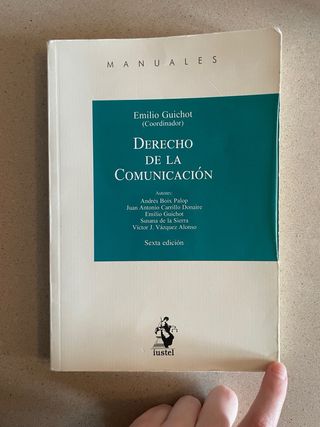 MANUALES
Emilio Guichot
(Coordinador)
DERECHO
DE LA
COMUNICACIÓN
Autores:
Andrés Boix Palop
Juan Antonio Carrillo Donaire
Emilio Guichot
Susana de la Sierra
Víctor J. Vázquez Alonso
Sexta edición
iustel